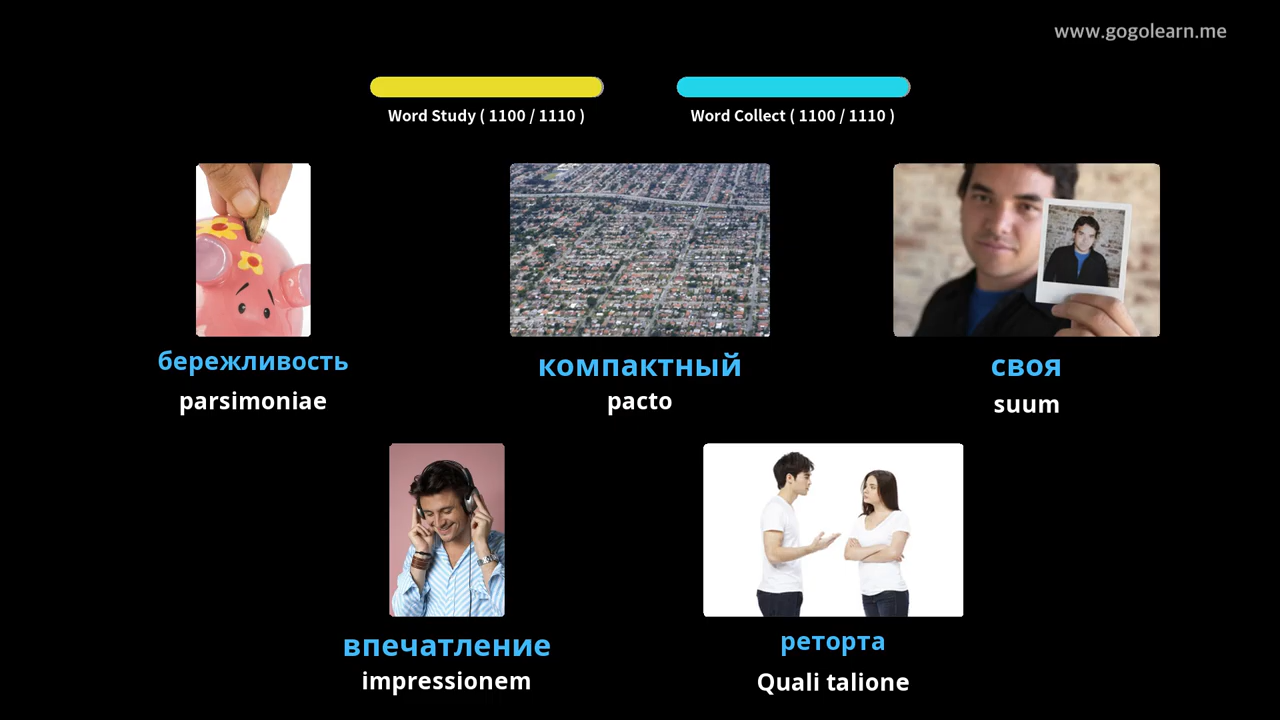 www.gogolearn.me
Word Study ( 1100 / 1110 )
Word Collect ( 1100 / 1110 )
бережливость
parsimoniae
компактный
pacto
своя
suum
впечатление
impressionem
реторта
Quali talione